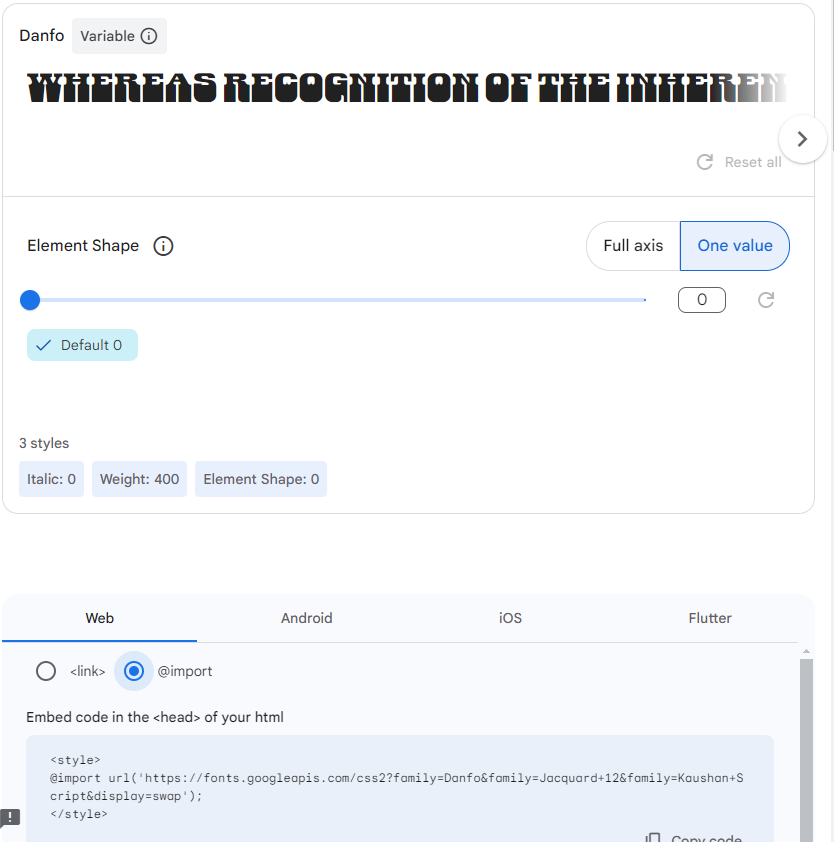 Danfo Variable
WHEREAS RECOGNITION OF THE INHEREN
Reset all
Element Shape
Full axis
One value
0
Default 0
3 styles
Italic: 0
Weight: 400
Element Shape: 0
Web
Android
iOS
Flutter
<link>
@import
Embed code in the <head> of your html
<style>
@import url('https://fonts.googleapis.com/css2?family=Danfo&family=Jacquard+12&family=Kaushan+S
cript&display=swap');
</style>
Copy code